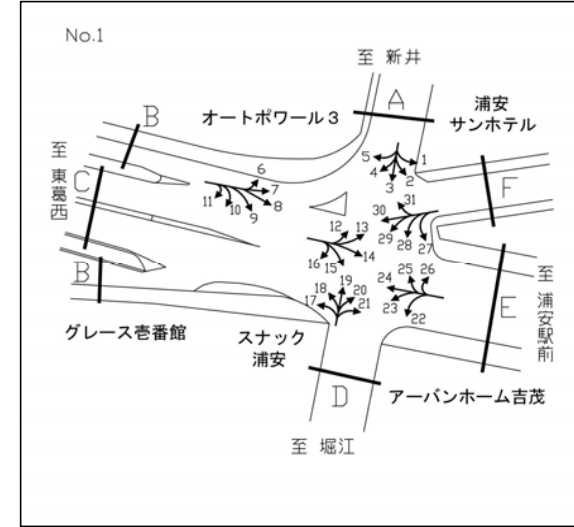 No.1
至 新井
A
オートポワール3
浦安
サンホテル
B
至
東葛西
C
B
F
5
4
3
2
1
6
7
11
10
9
8
31
30
29
28
27
12
13
16
15
14
25
26
24
23
22
19
18
20
17
21
E
至
浦安駅前
グレース壱番館
スナック
浦安
D
アーバンホーム吉茂
至 堀江